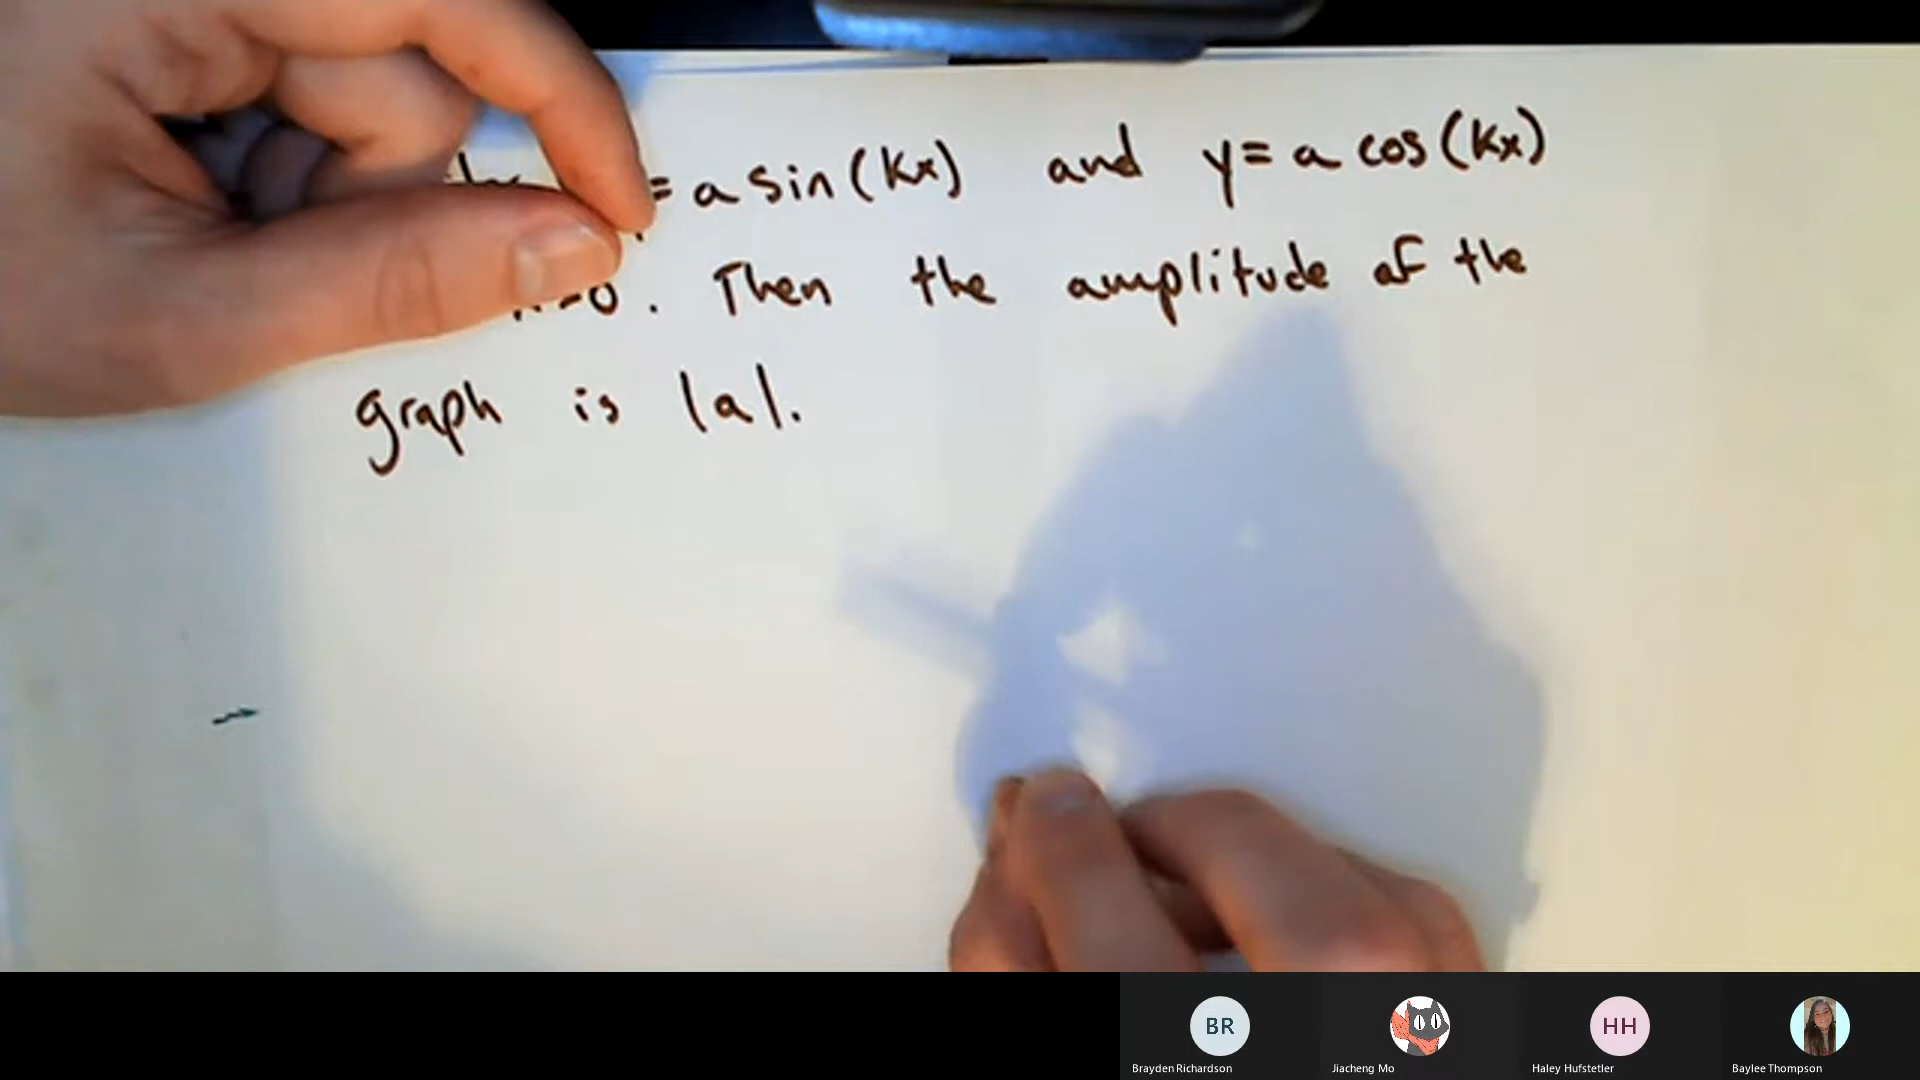 = a sin (kx) and y = a cos (kx)
. Then the amplitude of the
graph is |a|.
BR
HH
Brayden Richardson
Jiacheng Mo
Haley Hufstetler
Baylee Thompson